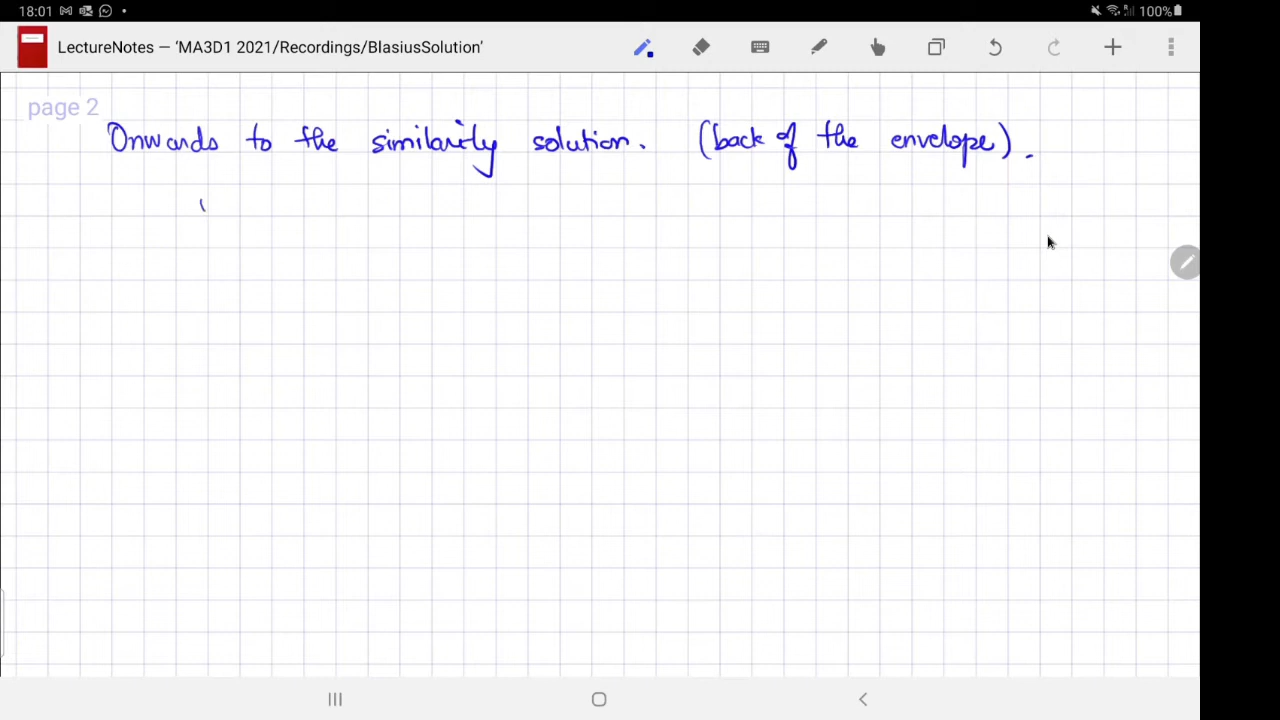 18:01 100%
LectureNotes — ‘MA3D1 2021/Recordings/BlasiusSolution’
page 2
Onwards to the similarity solution. (back of the envelope).